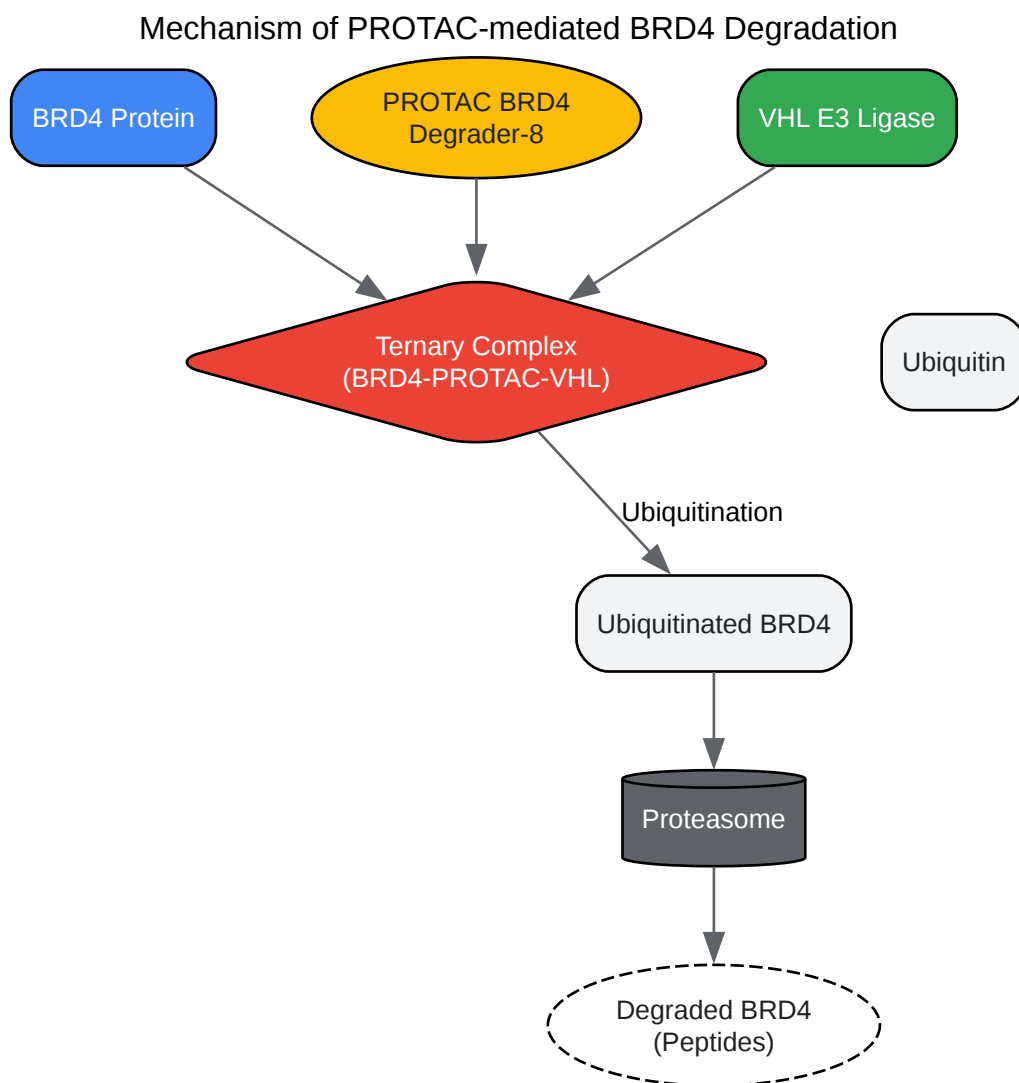 Mechanism of PROTAC-mediated BRD4 Degradation
BRD4 Protein
PROTAC BRD4
Degrader-8
VHL E3 Ligase
Ternary Complex
(BRD4-PROTAC-VHL)
Ubiquitin
Ubiquitination
Ubiquitinated BRD4
Proteasome
Degraded BRD4
(Peptides)